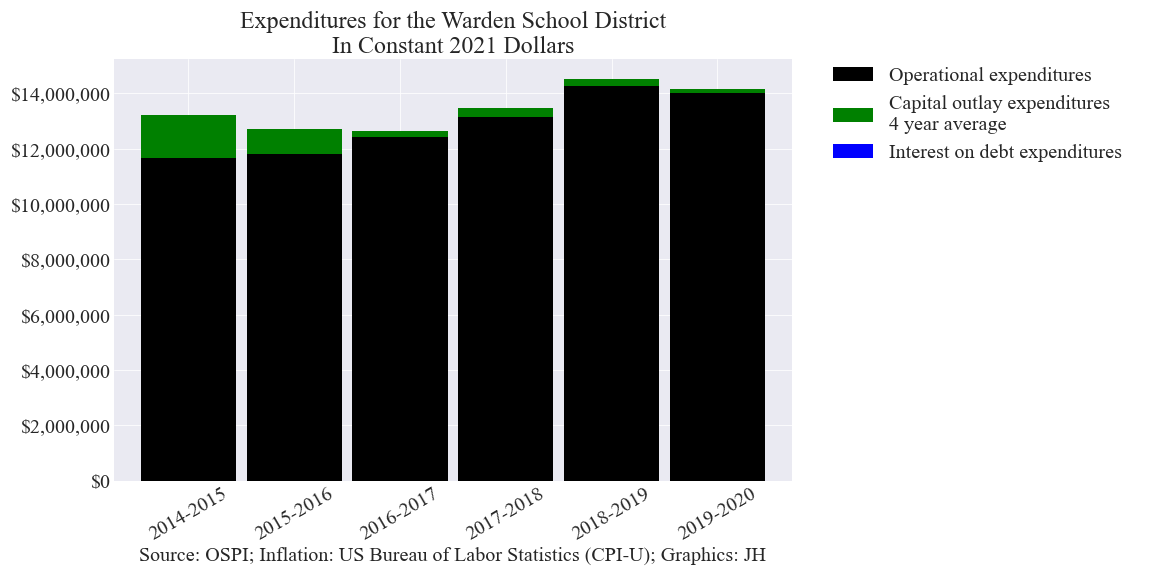 Expenditures for the Warden School District
In Constant 2021 Dollars
$14,000,000
$12,000,000
$10,000,000
$8,000,000
$6,000,000
$4,000,000
$2,000,000
$0
2014-2015
2015-2016
2016-2017
2017-2018
2018-2019
2019-2020
Source: OSPI; Inflation: US Bureau of Labor Statistics (CPI-U); Graphics: JH
Operational expenditures
Capital outlay expenditures
4 year average
Interest on debt expenditures